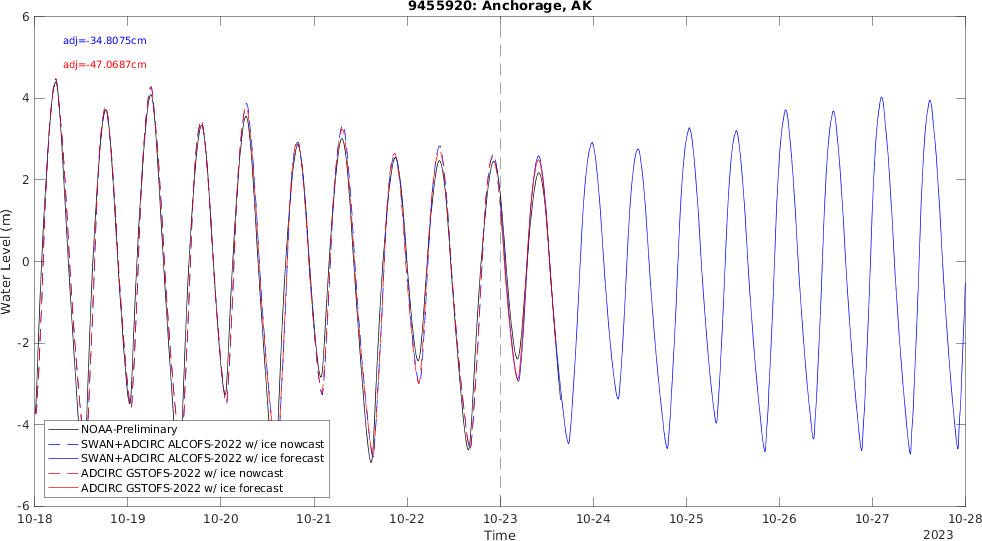 9455920: Anchorage, AK
adj=-34.8075cm
adj=-47.0687cm
6
4
2
0
-2
-4
-6
Water Level (m)
NOAA-Preliminary
SWAN+ADCIRC ALCOFS-2022 w/ ice nowcast
SWAN+ADCIRC ALCOFS-2022 w/ ice forecast
ADCIRC GSTOFS-2022 w/ ice nowcast
ADCIRC GSTOFS-2022 w/ ice forecast
10-18 10-19 10-20 10-21 10-22 10-23 10-24 10-25 10-26 10-27 10-28
Time
2023